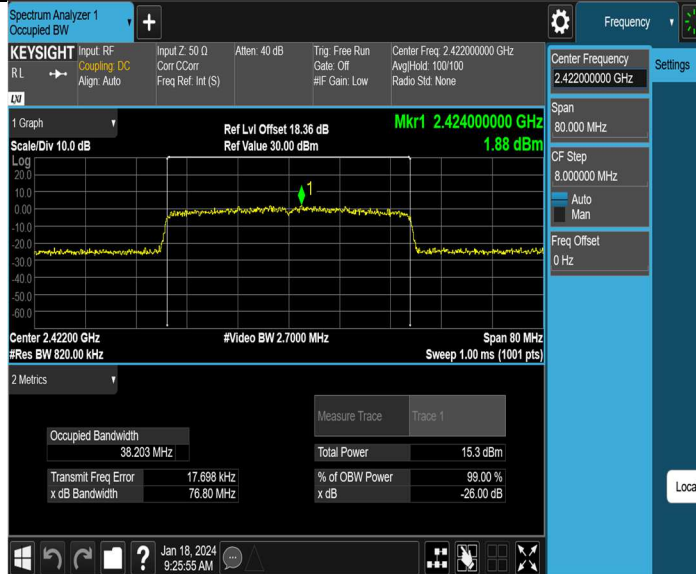 Spectrum Analyzer 1
Occupied BW
Frequency
KEYSIGHT
Input: RF
Coupling: DC
Align: Auto
Input Z: 50 Ω
Corr CCorr
Freq Ref: Int (S)
Atten: 40 dB
Trig: Free Run
Gate: Off
#IF Gain: Low
Center Freq: 2.422000000 GHz
Avg|Hold: 100/100
Radio Std: None
RL
LXI
Center Frequency
2.422000000 GHz
Settings
Span
80.000 MHz
CF Step
8.000000 MHz
Auto
Man
Freq Offset
0 Hz
1 Graph
Scale/Div 10.0 dB
Ref Lvl Offset 18.36 dB
Ref Value 30.00 dBm
Mkr1 2.424000000 GHz
1.88 dBm
Log
20.0
10.0
0.00
-10.0
-20.0
-30.0
-40.0
-50.0
-60.0
1
Center 2.42200 GHz
#Res BW 820.00 kHz
#Video BW 2.7000 MHz
Span 80 MHz
Sweep 1.00 ms (1001 pts)
2 Metrics
Measure Trace
Trace 1
Occupied Bandwidth
38.203 MHz
Total Power 15.3 dBm
Transmit Freq Error 17.698 kHz
x dB Bandwidth 76.80 MHz
% of OBW Power 99.00 %
x dB -26.00 dB
Loca
Jan 18, 2024
9:25:55 AM